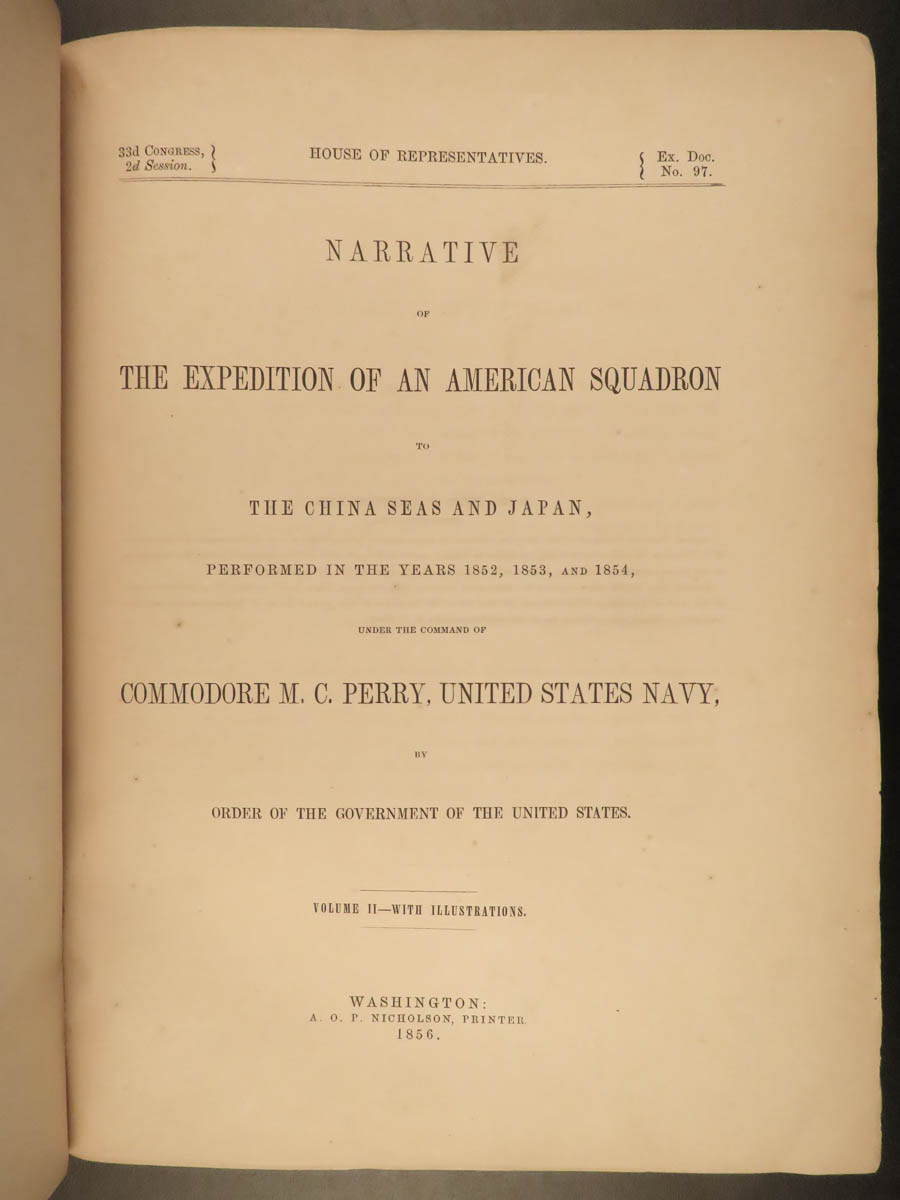 33d Congress, } HOUSE OF REPRESENTATIVES. { Ex. Doc.
2d Session. } { No. 97.
NARRATIVE
OF
THE EXPEDITION OF AN AMERICAN SQUADRON
TO
THE CHINA SEAS AND JAPAN,
PERFORMED IN THE YEARS 1852, 1853, AND 1854,
UNDER THE COMMAND OF
COMMODORE M. C. PERRY, UNITED STATES NAVY,
BY
ORDER OF THE GOVERNMENT OF THE UNITED STATES.
VOLUME II—WITH ILLUSTRATIONS.
WASHINGTON:
A. O. P. NICHOLSON, PRINTER.
1856.